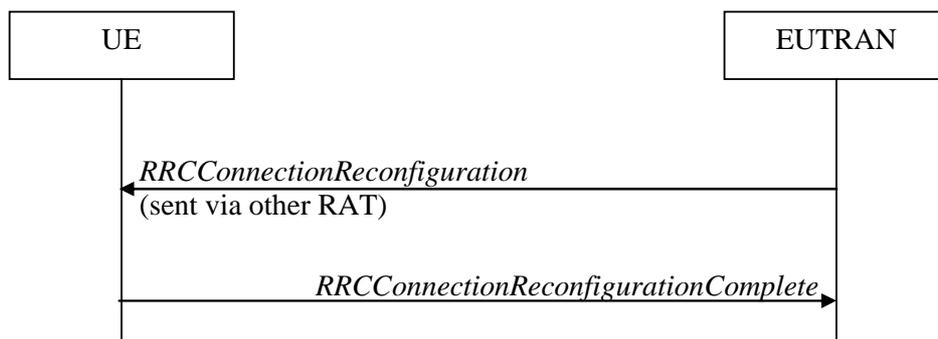 UE
EUTRAN
RRCConnectionReconfiguration
(sent via other RAT)
RRCConnectionReconfigurationComplete